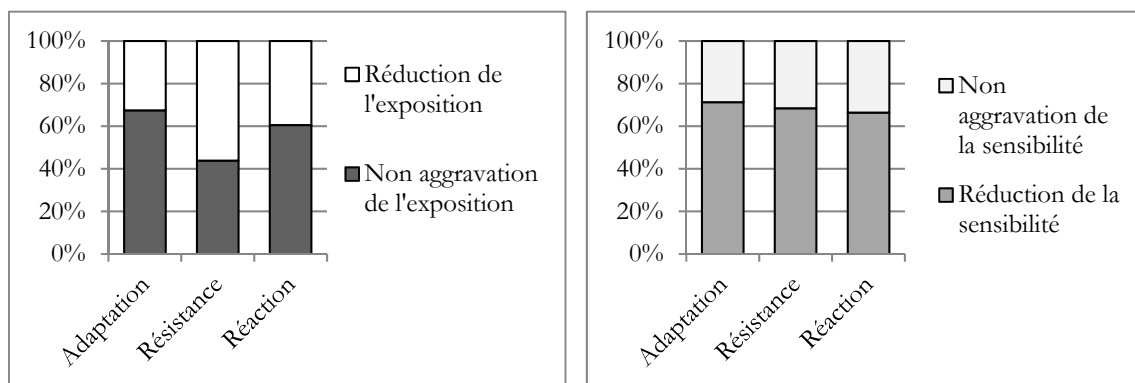 100%
80%
60%
40%
20%
0%
Adaptation
Résistance
Réaction
Réduction de
l'exposition
Non aggravation
de l'exposition
100%
80%
60%
40%
20%
0%
Adaptation
Résistance
Réaction
Non
aggravation de
la sensibilité
Réduction de la
sensibilité